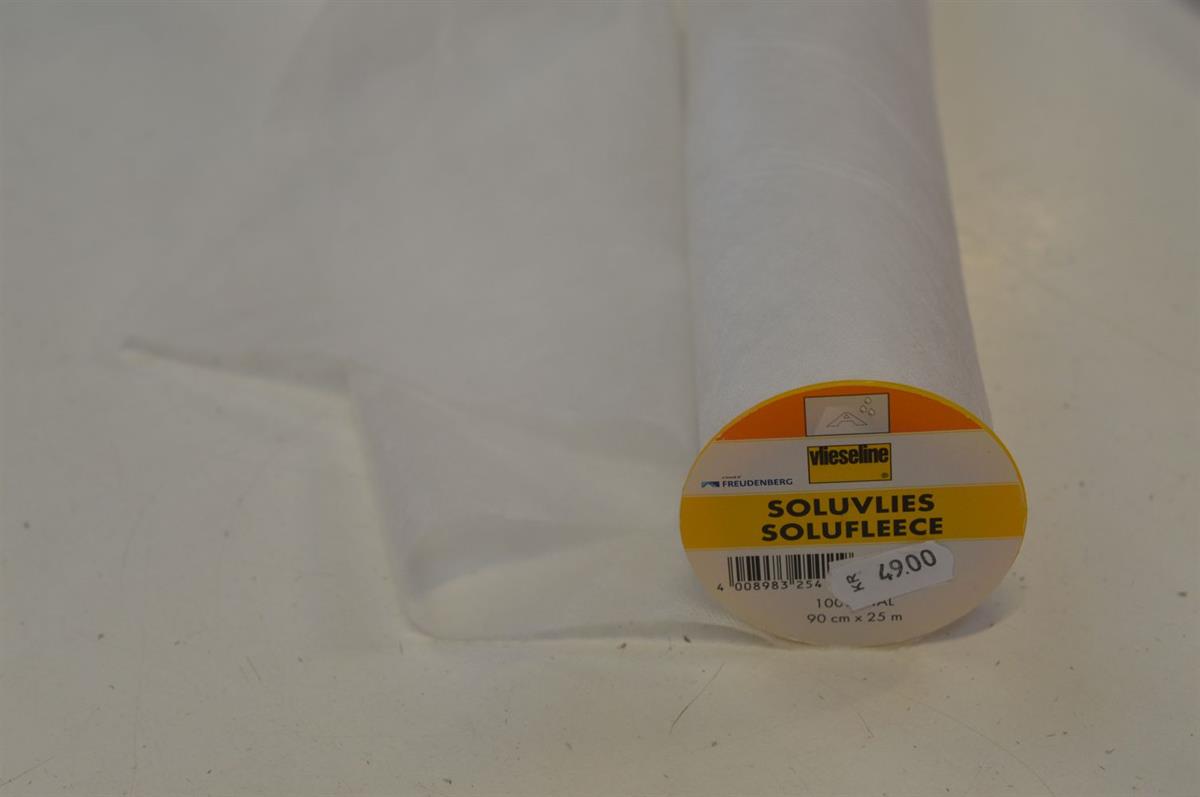 vlieseline
FREUDENBERG
SOLUVLIES
SOLUFLEECE
4 008983 254
KR. 49.00
90 cm x 25 m